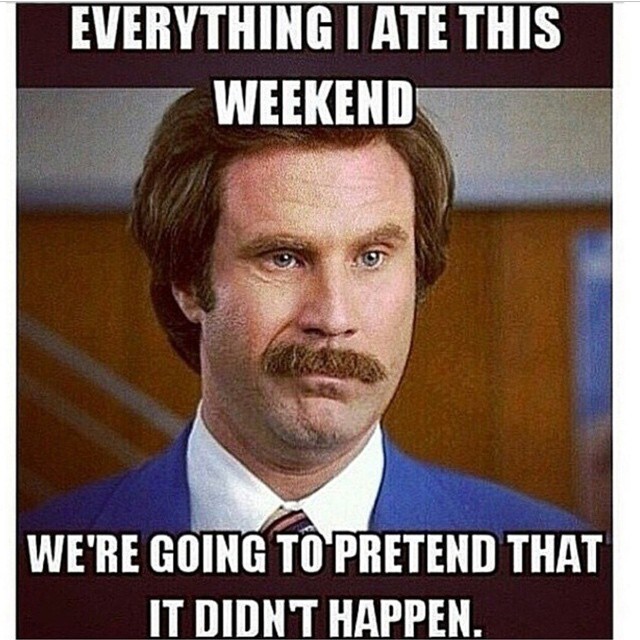 EVERYTHING I ATE THIS
WEEKEND
WE'RE GOING TO PRETEND THAT
IT DIDN'T HAPPEN.